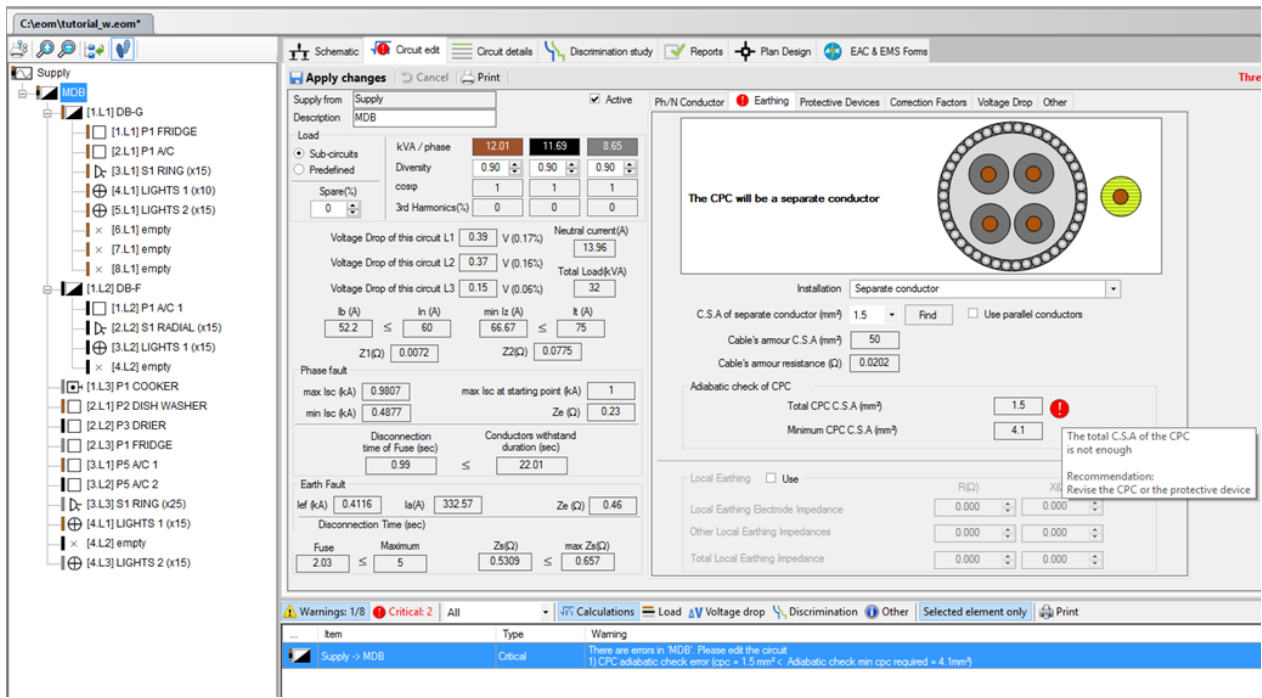 C:\eom\tutorial_w.eom*
Supply
MDB
[1.L1] DB-G
[1.L1] P1 FRIDGE
[2.L1] P1 A/C
[3.L1] S1 RING (x15)
[4.L1] LIGHTS 1 (x10)
[5.L1] LIGHTS 2 (x15)
[6.L1] empty
[7.L1] empty
[8.L1] empty
[1.L2] DB-F
[1.L2] P1 A/C 1
[2.L2] S1 RADIAL (x15)
[3.L2] LIGHTS 1 (x15)
[4.L2] empty
[1.L3] P1 COOKER
[2.L1] P2 DISH WASHER
[2.L2] P3 DRIER
[2.L3] P1 FRIDGE
[3.L1] P5 A/C 1
[3.L2] P5 A/C 2
[3.L3] S1 RING (x25)
[4.L1] LIGHTS 1 (x15)
[4.L2] empty
[4.L3] LIGHTS 2 (x15)
Schematic Circuit edit Circuit details Discrimination study Reports Plan Design EAC & EMS Forms
Apply changes Cancel Print Thre
Supply from Supply Active
Description MDB
Load
Sub-circuits
Predefined
Spare(%)
0
kVA / phase 12.01 11.69 8.65
Diversity 0.90 0.90 0.90
cosφ 1 1 1
3rd Harmonics(%) 0 0 0
Voltage Drop of this circuit L1 0.39 V (0.17%)
Voltage Drop of this circuit L2 0.37 V (0.16%)
Voltage Drop of this circuit L3 0.15 V (0.06%)
Neutral current(A)
13.96
Total Load(kVA)
32
Ib (A) In (A) min Iz (A) It (A)
52.2 ≤ 60 66.67 ≤ 75
Z1(Ω) 0.0072 Z2(Ω) 0.0775
Phase fault
max Isc (kA) 0.9807 max Isc at starting point (kA) 1
min Isc (kA) 0.4877 Ze (Ω) 0.23
Disconnection time of Fuse (sec) Conductors withstand duration (sec)
0.99 ≤ 22.01
Earth Fault
Ief (kA) 0.4116 Ia(A) 332.57 Ze (Ω) 0.46
Disconnection Time (sec)
Fuse Maximum Zs(Ω) max Zs(Ω)
2.03 ≤ 5 0.5309 ≤ 0.657
Ph/N Conductor Earthing Protective Devices Correction Factors Voltage Drop Other
The CPC will be a separate conductor
Installation Separate conductor
C.S.A of separate conductor (mm²) 1.5 Find Use parallel conductors
Cable's armour C.S.A (mm²) 50
Cable's armour resistance (Ω) 0.0202
Adiabatic check of CPC
Total CPC C.S.A (mm²) 1.5
Minimum CPC C.S.A (mm²) 4.1
The total C.S.A of the CPC
is not enough
Recommendation:
Revise the CPC or the protective device
Local Earthing Use
R(Ω) X(
Local Earthing Electrode Impedance 0.000 0.000
Other Local Earthing Impedances 0.000 0.000
Total Local Earthing Impedance 0.000 0.000
Warnings: 1/8 Critical: 2 All Calculations Load ΔV Voltage drop Discrimination Other Selected element only Print
... Item Type Warning
Supply -> MDB Critical There are errors in 'MDB'. Please edit the circuit
1) CPC adiabatic check error (cpc = 1.5 mm² < Adiabatic check min cpc required = 4.1mm²)